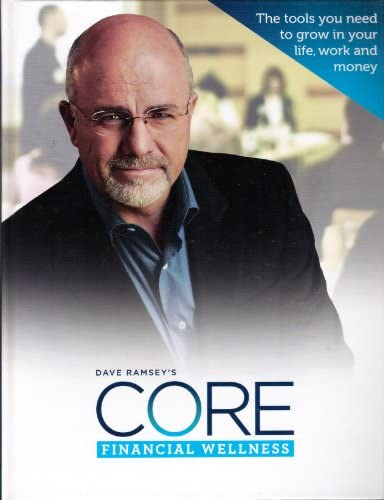 The tools you need
to grow in your
life, work and
money
DAVE RAMSEY'S
CORE
FINANCIAL WELLNESS